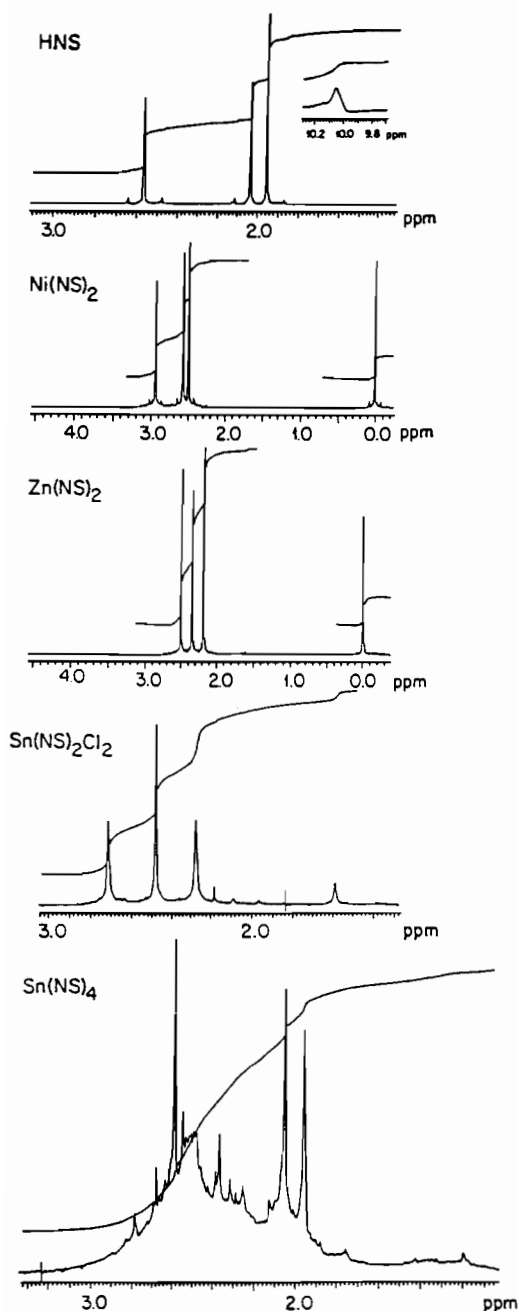 HNS
10.2 10.0 9.8 ppm
3.0 2.0 ppm
Ni(NS)₂
4.0 3.0 2.0 1.0 0.0 ppm
Zn(NS)₂
4.0 3.0 2.0 1.0 0.0 ppm
Sn(NS)₂Cl₂
3.0 2.0 ppm
Sn(NS)₄
3.0 2.0 ppm